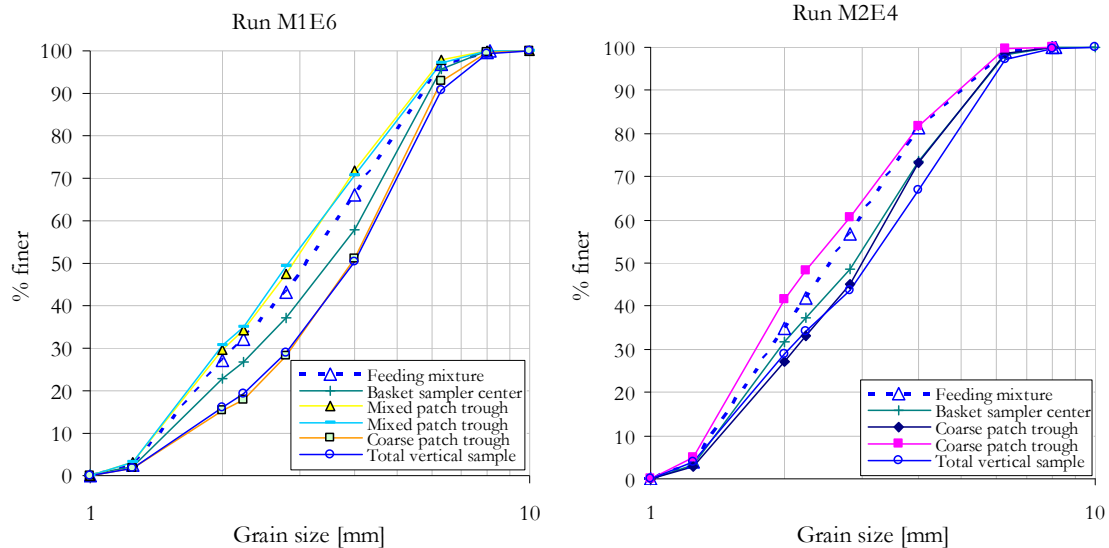 Run M1E6
100
90
80
70
60
50
40
30
20
10
0
% finer
1
10
Grain size [mm]
Feeding mixture
Basket sampler center
Mixed patch trough
Mixed patch trough
Coarse patch trough
Total vertical sample
Run M2E4
100
90
80
70
60
50
40
30
20
10
0
% finer
1
10
Grain size [mm]
Feeding mixture
Basket sampler center
Coarse patch trough
Coarse patch trough
Total vertical sample